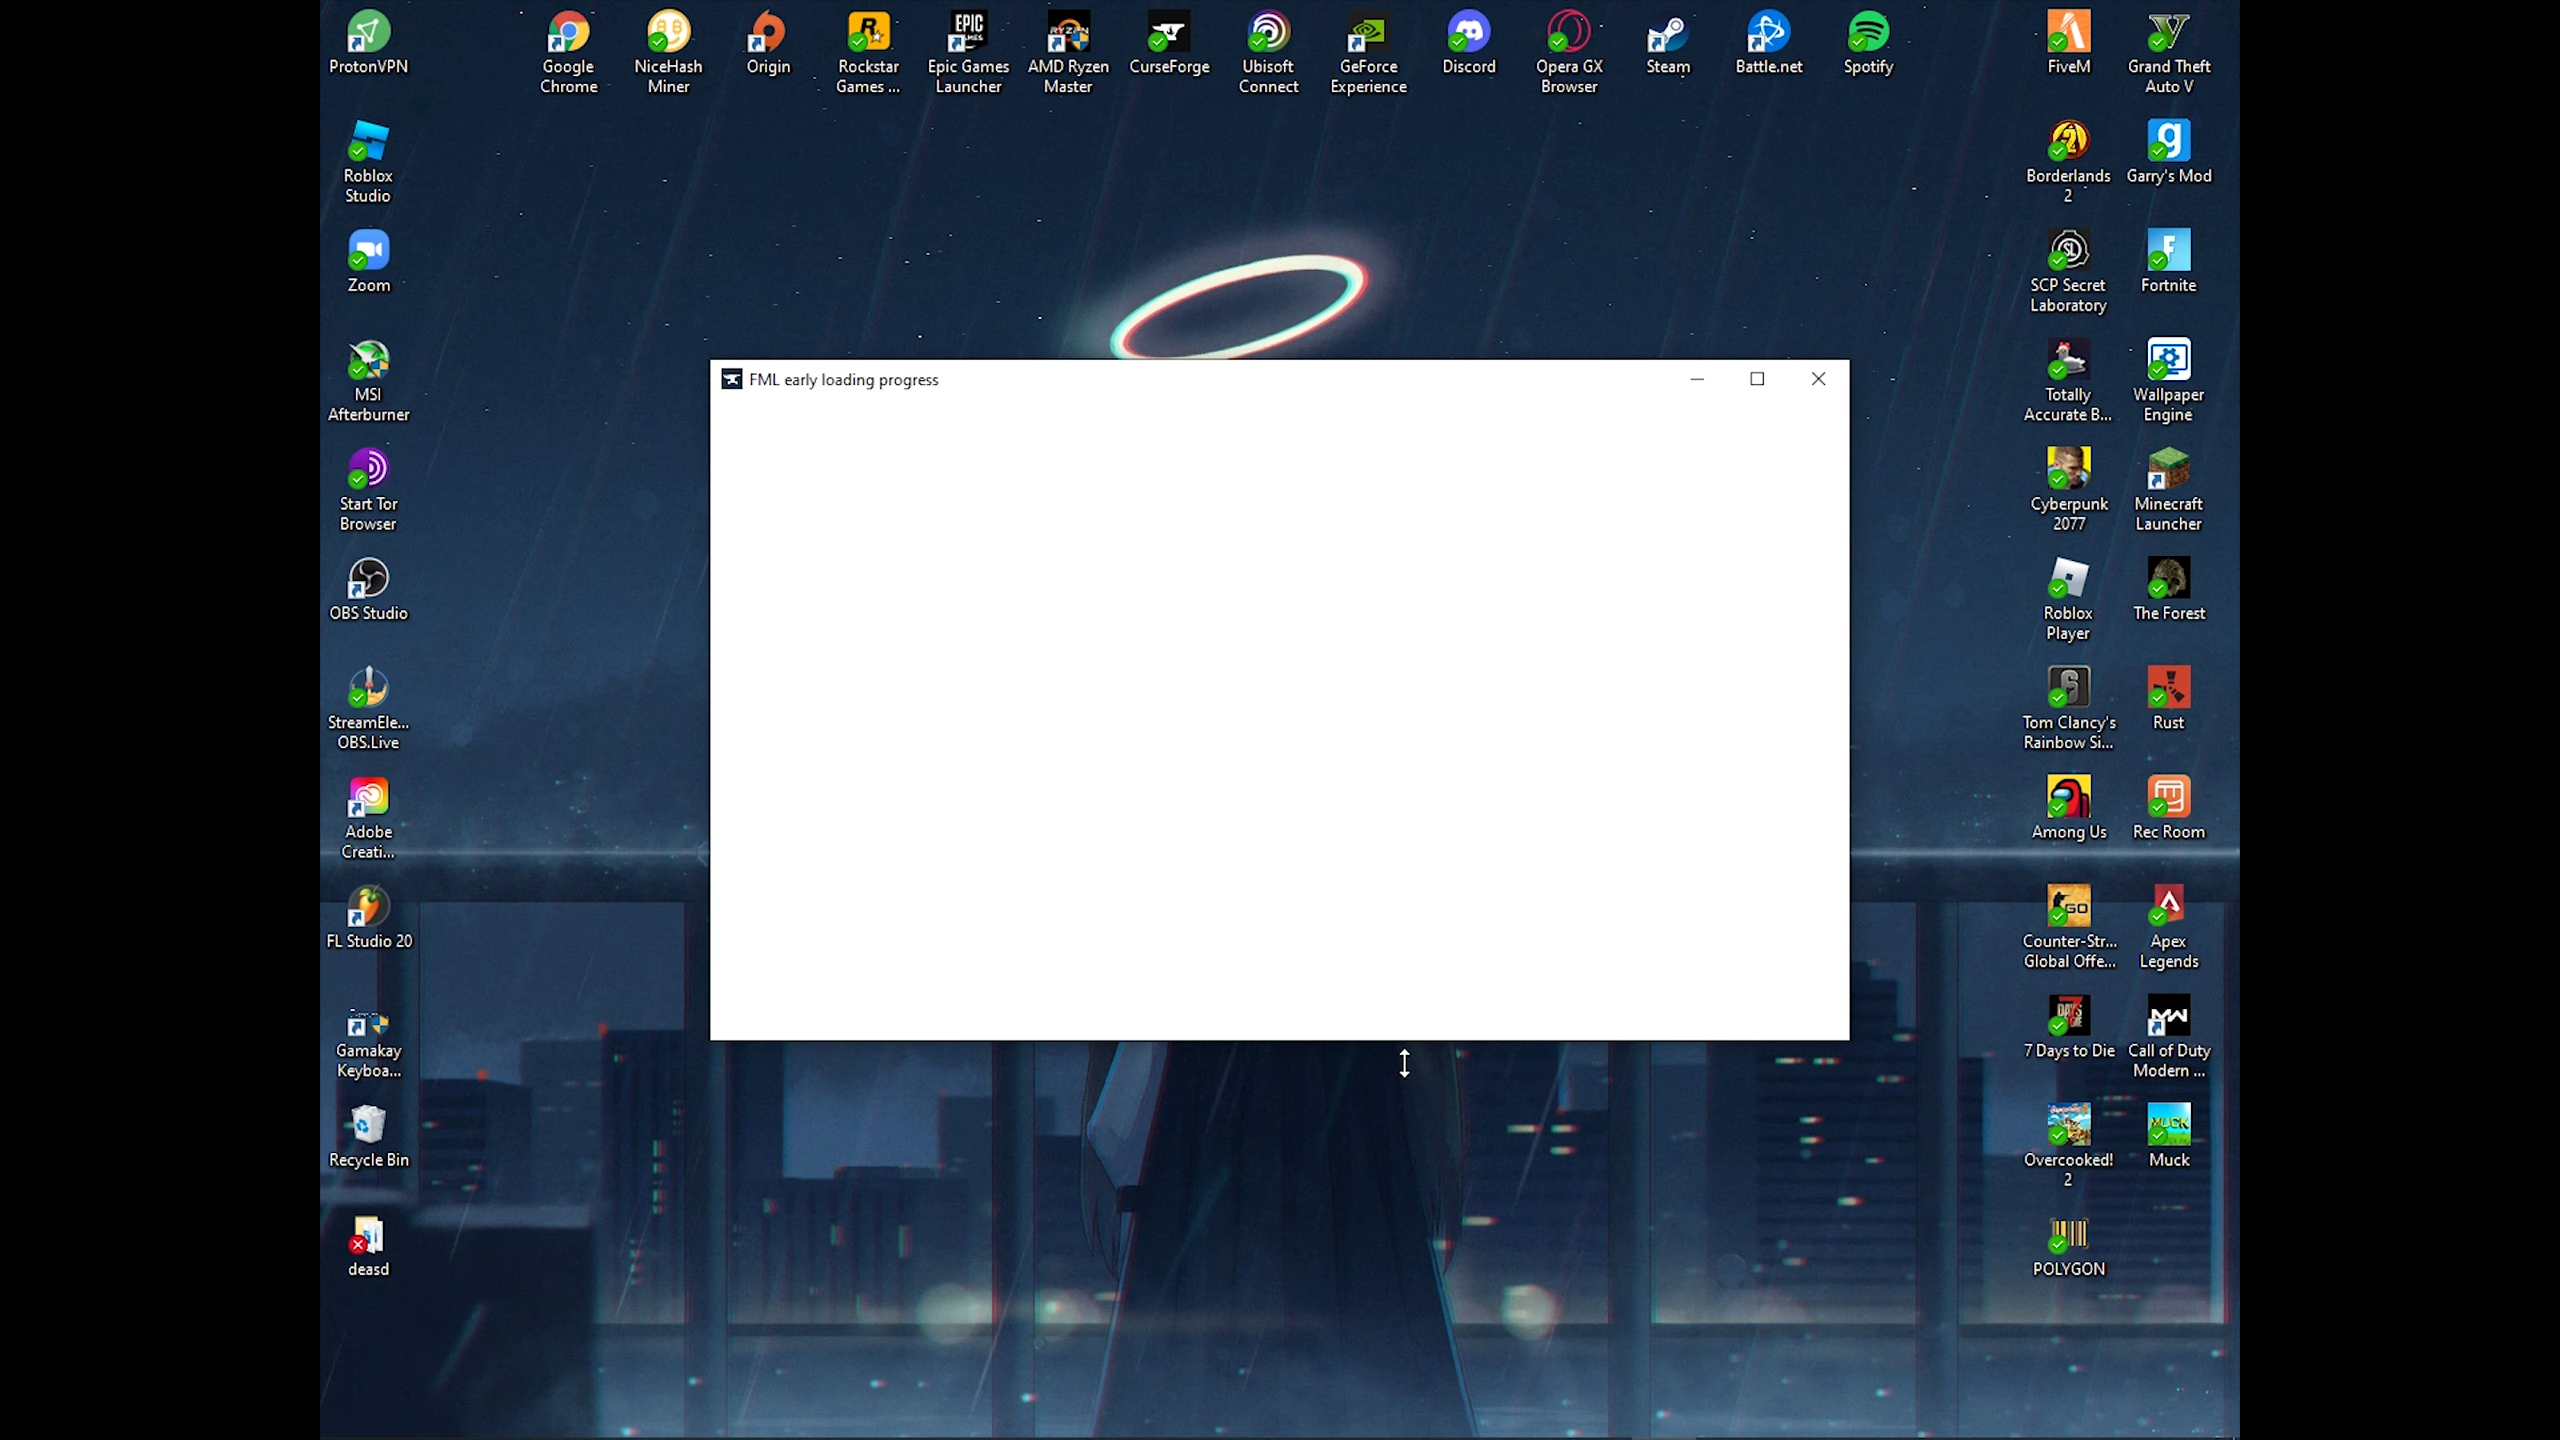 ProtonVPN
Google
Chrome
NiceHash
Miner
Origin
Rockstar
Games ...
Epic Games
Launcher
AMD Ryzen
Master
CurseForge
Ubisoft
Connect
GeForce
Experience
Discord
Opera GX
Browser
Steam
Battle.net
Spotify
FiveM
Grand Theft
Auto V
Roblox
Studio
Borderlands
2
Garry's Mod
Zoom
SCP Secret
Laboratory
Fortnite
FML early loading progress
MSI
Afterburner
Totally
Accurate B...
Wallpaper
Engine
Start Tor
Browser
Cyberpunk
2077
Minecraft
Launcher
OBS Studio
Roblox
Player
The Forest
StreamEle...
OBS.Live
Tom Clancy's
Rainbow Si...
Rust
Adobe
Creati...
Among Us
Rec Room
FL Studio 20
Counter-Str...
Global Offe...
Apex
Legends
Gamakay
Keyboa...
7 Days to Die
Call of Duty
Modern ...
Recycle Bin
Overcooked!
2
Muck
deasd
POLYGON